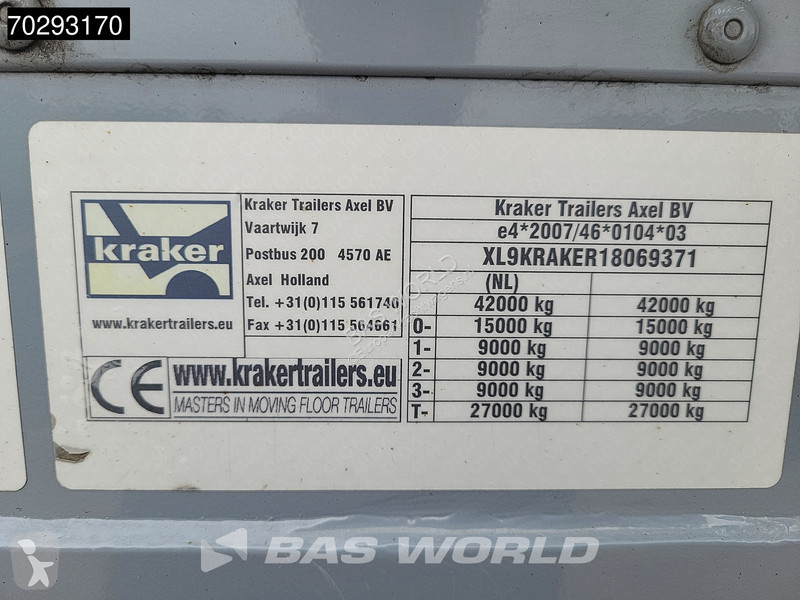 70293170
kraker
www.krakertrailers.eu
Kraker Trailers Axel BV
Vaartwijk 7
Postbus 200 4570 AE
Axel Holland
Tel. +31(0)115 561740
Fax +31(0)115 564661
CE
www.krakertrailers.eu
MASTERS IN MOVING FLOOR TRAILERS
Kraker Trailers Axel BV
e4*2007/46*0104*03
XL9KRAKER18069371
(NL)
42000 kg 42000 kg
0- 15000 kg 15000 kg
1- 9000 kg 9000 kg
2- 9000 kg 9000 kg
3- 9000 kg 9000 kg
T- 27000 kg 27000 kg
BAS WORLD
BAS WORLD